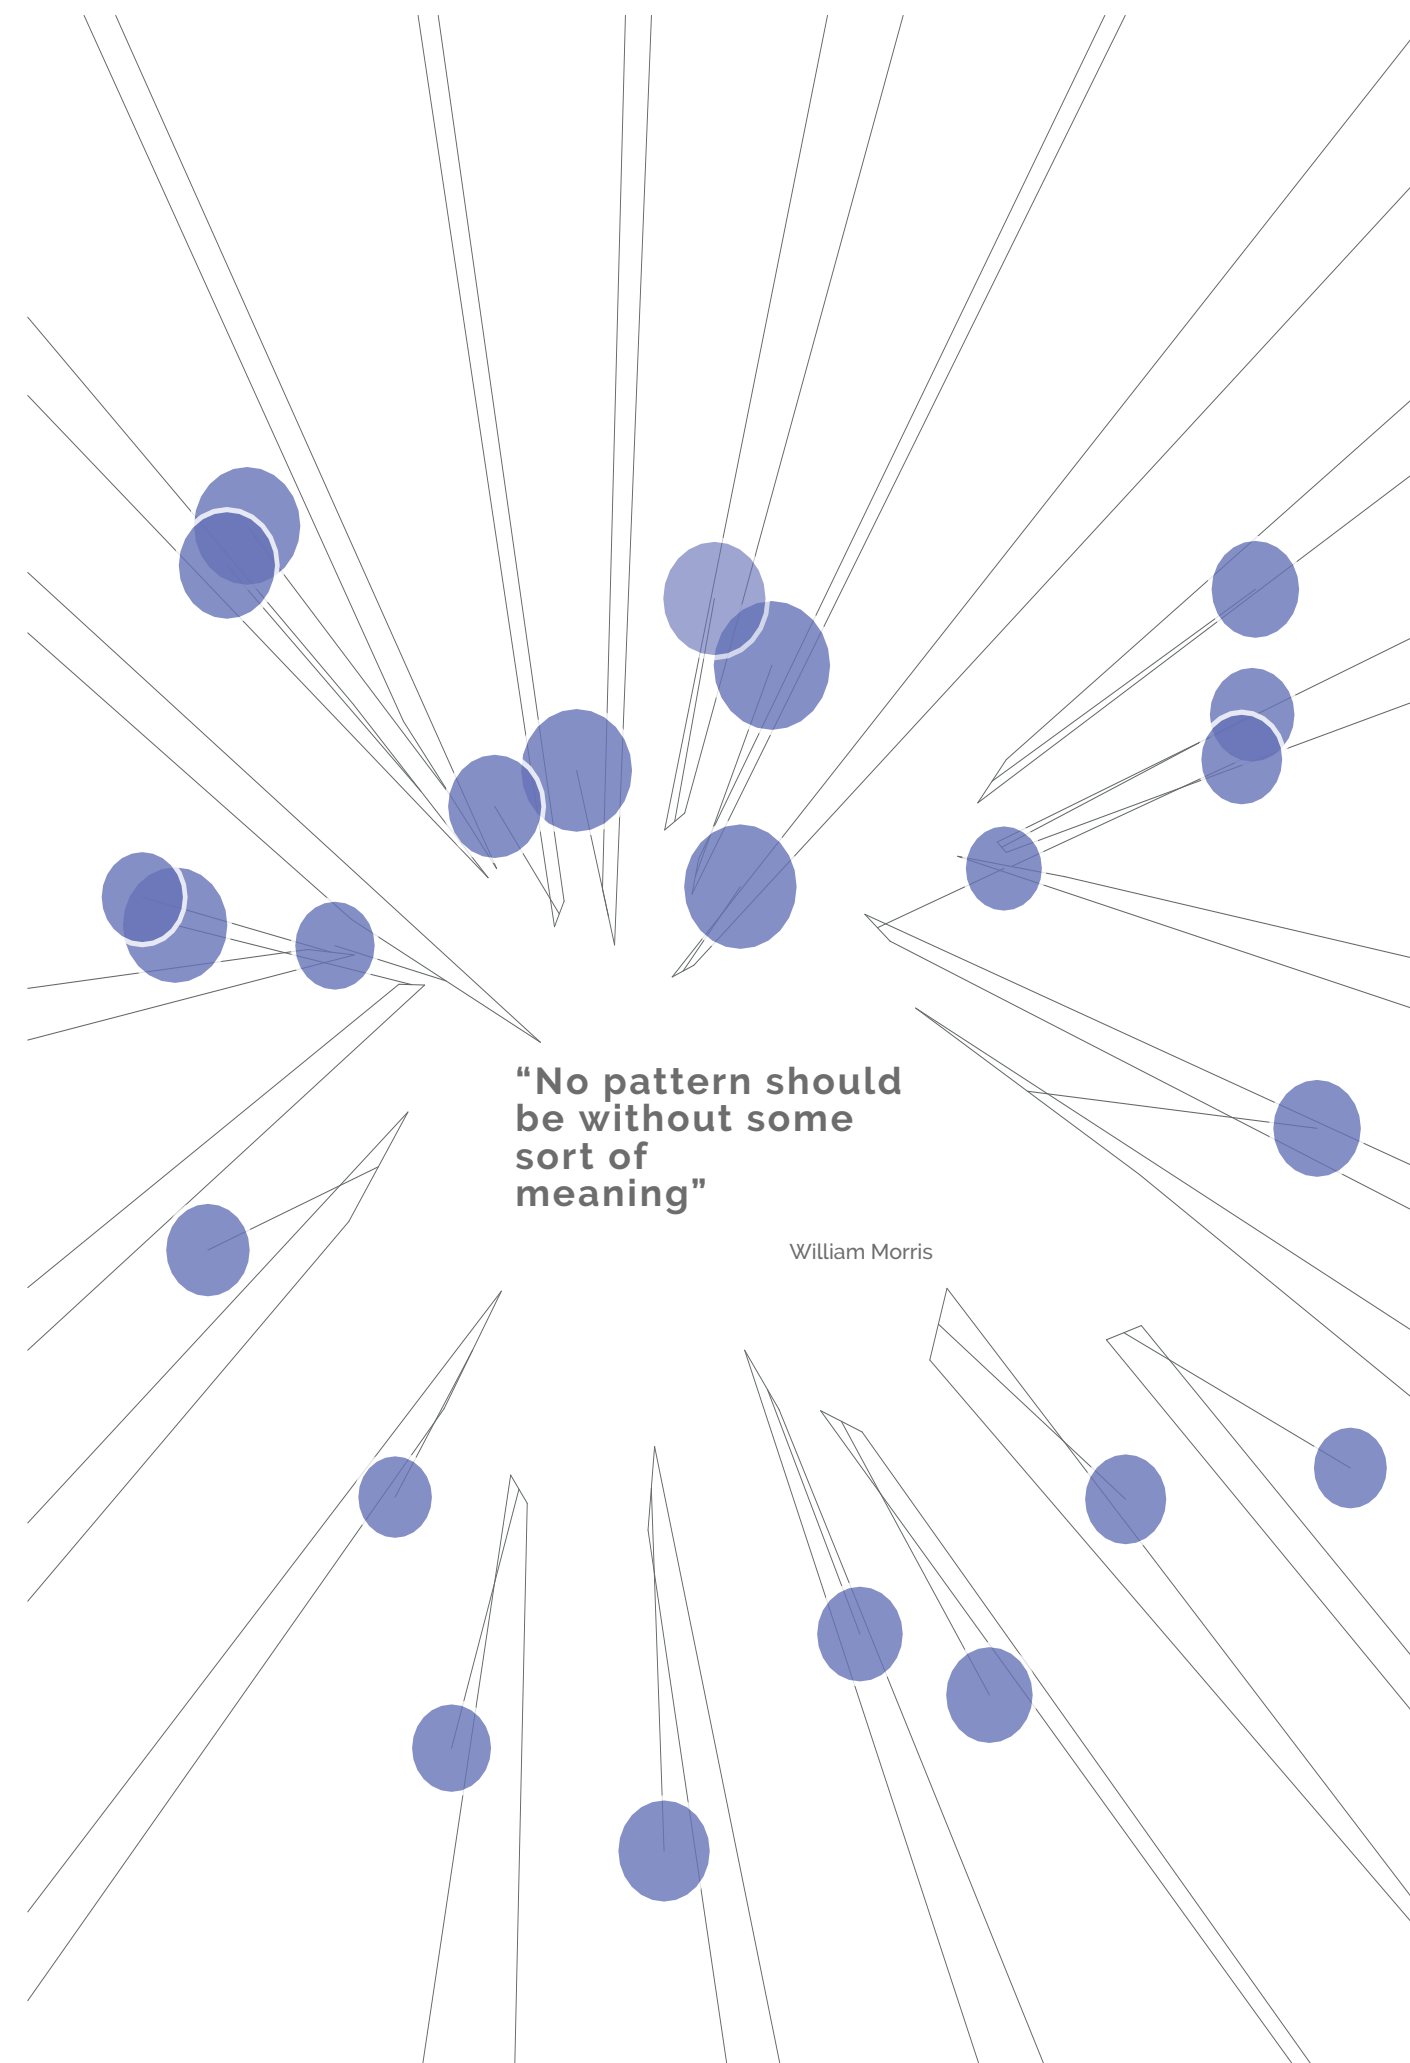 “No pattern should
be without some
sort of
meaning”
William Morris